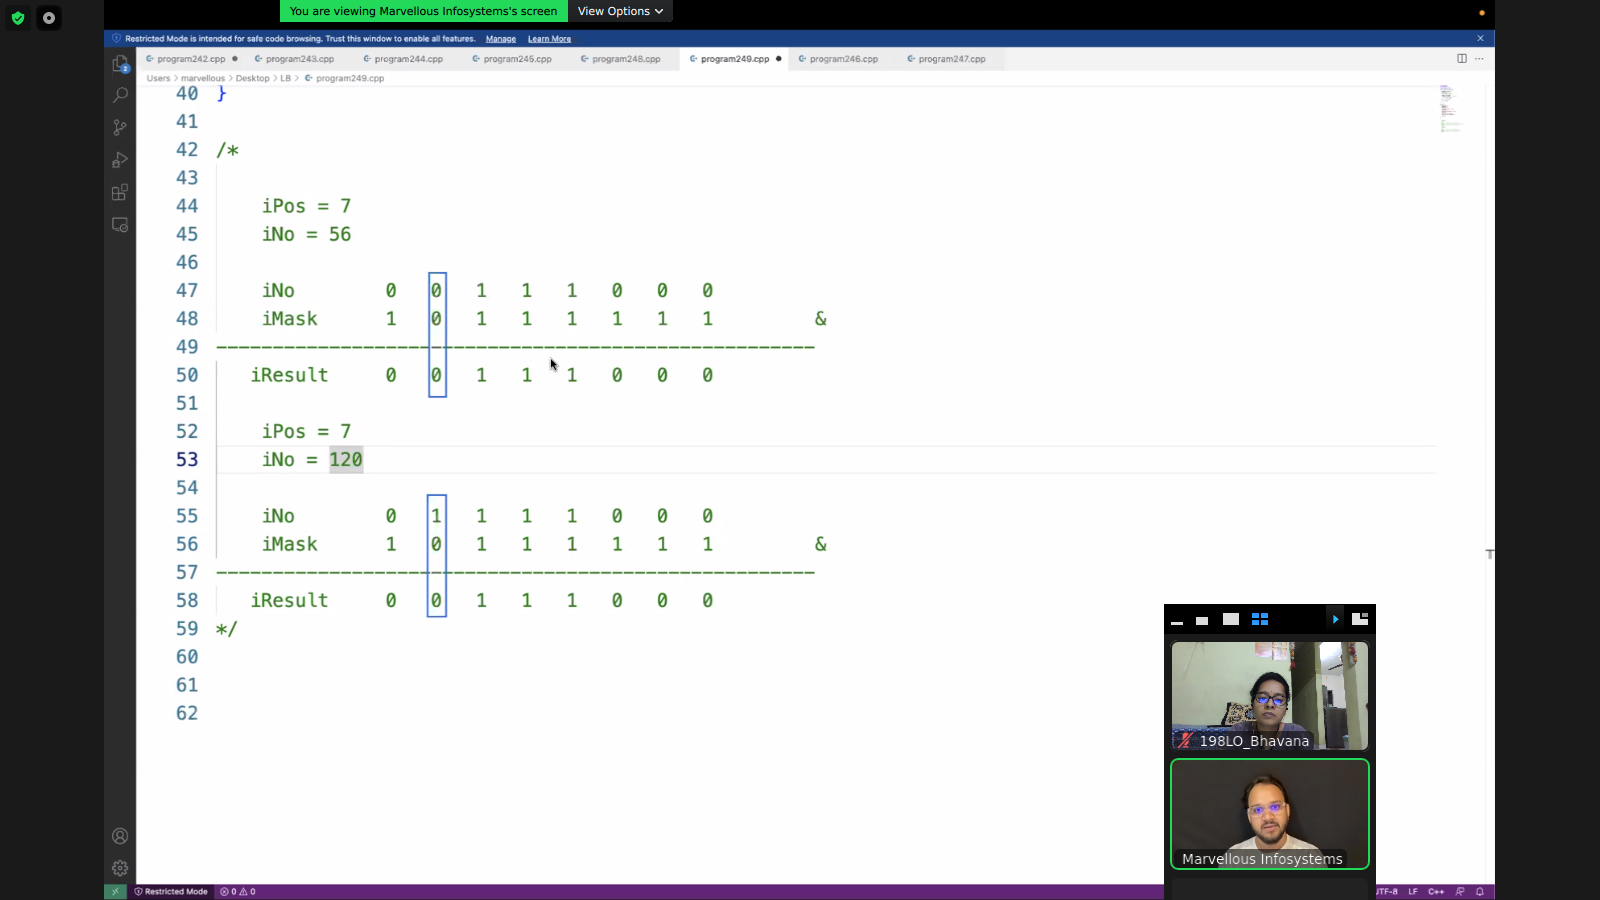 You are viewing Marvellous Infosystems's screen View Options
Restricted Mode is intended for safe code browsing. Trust this window to enable all features. Manage Learn More
program242.cpp program243.cpp program244.cpp program245.cpp program248.cpp program249.cpp program246.cpp program247.cpp
Users > marvellous > Desktop > LB > program249.cpp
40 }
41
42 /*
43
44 iPos = 7
45 iNo = 56
46
47 iNo 0 0 1 1 1 0 0 0
48 iMask 1 0 1 1 1 1 1 1 &
49 -----------------------------------------------------
50 iResult 0 0 1 1 1 0 0 0
51
52 iPos = 7
53 iNo = 120
54
55 iNo 0 1 1 1 1 0 0 0
56 iMask 1 0 1 1 1 1 1 1 &
57 -----------------------------------------------------
58 iResult 0 0 1 1 1 0 0 0
59 */
60
61
62
198LO_Bhavana
Marvellous Infosystems
Restricted Mode 0 0 UTF-8 LF C++